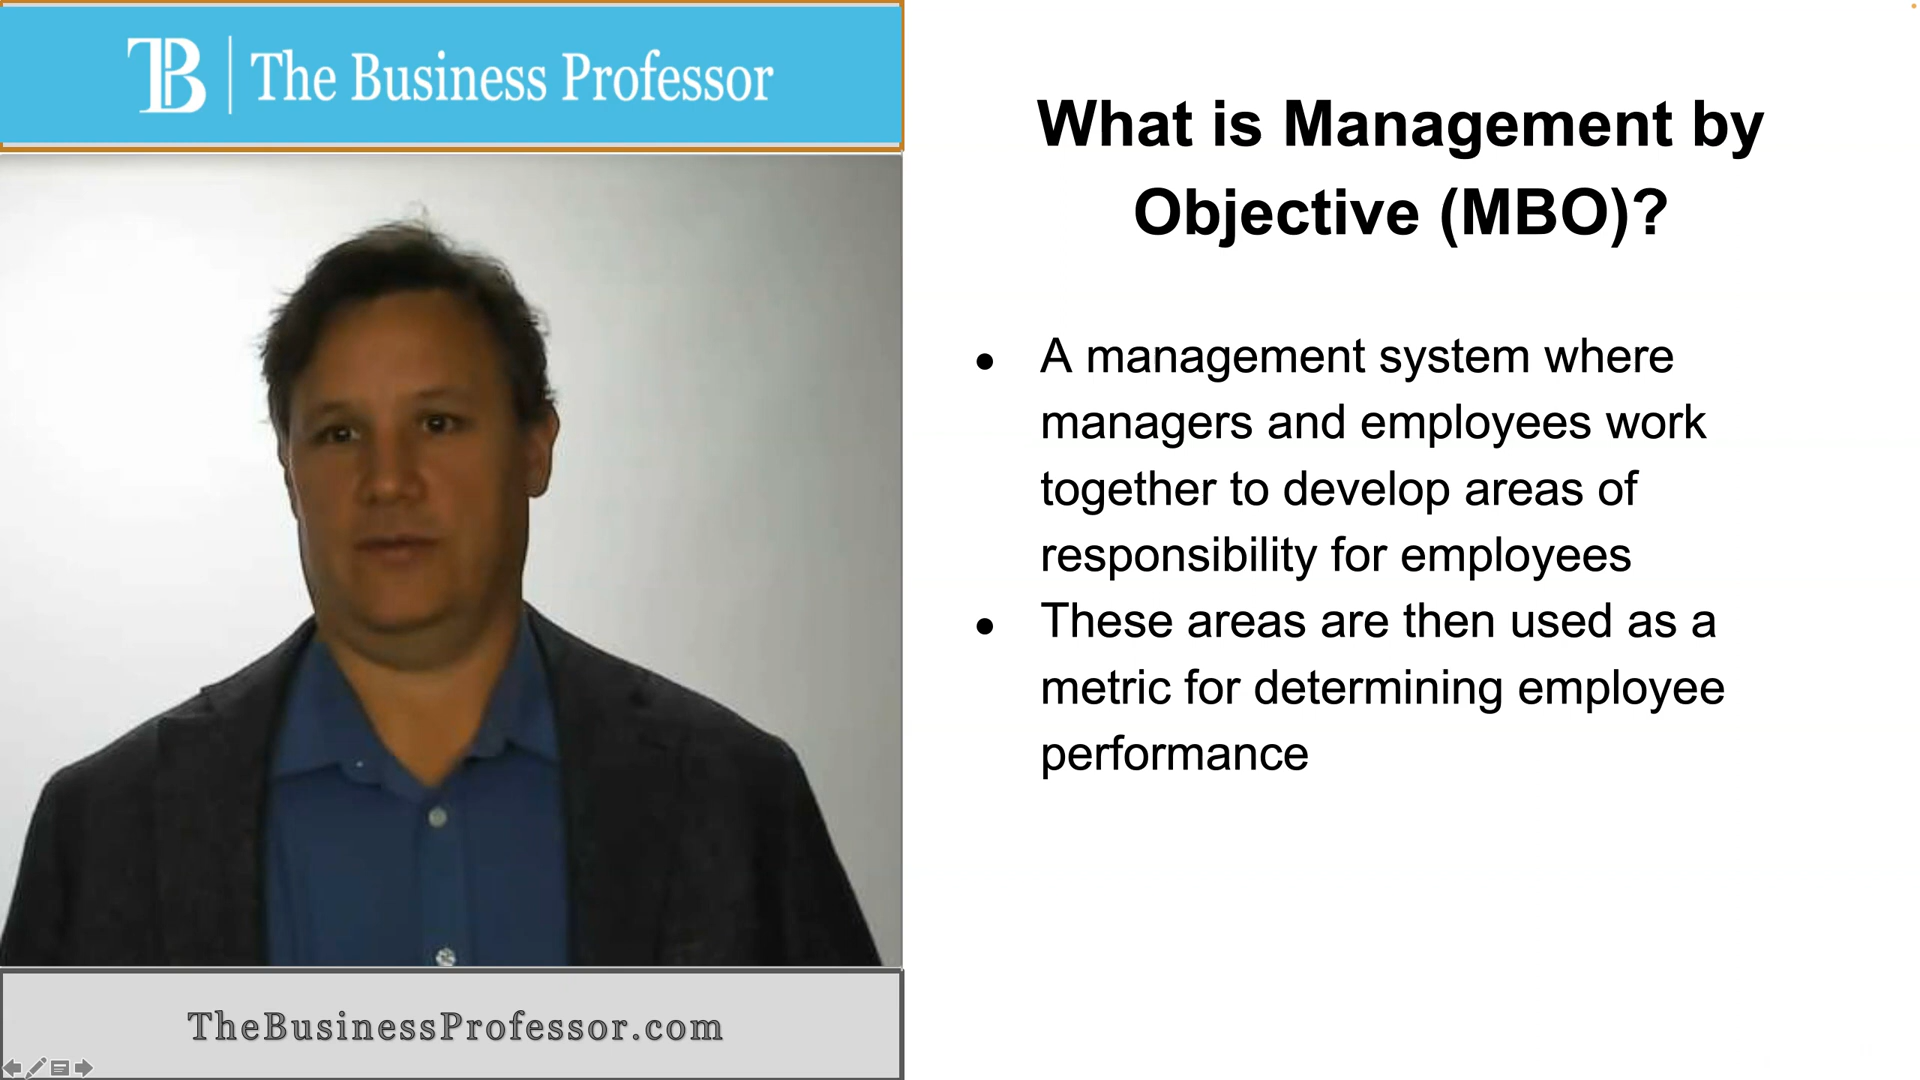 TB | The Business Professor
What is Management by
Objective (MBO)?
● A management system where
managers and employees work
together to develop areas of
responsibility for employees
● These areas are then used as a
metric for determining employee
performance
TheBusinessProfessor.com